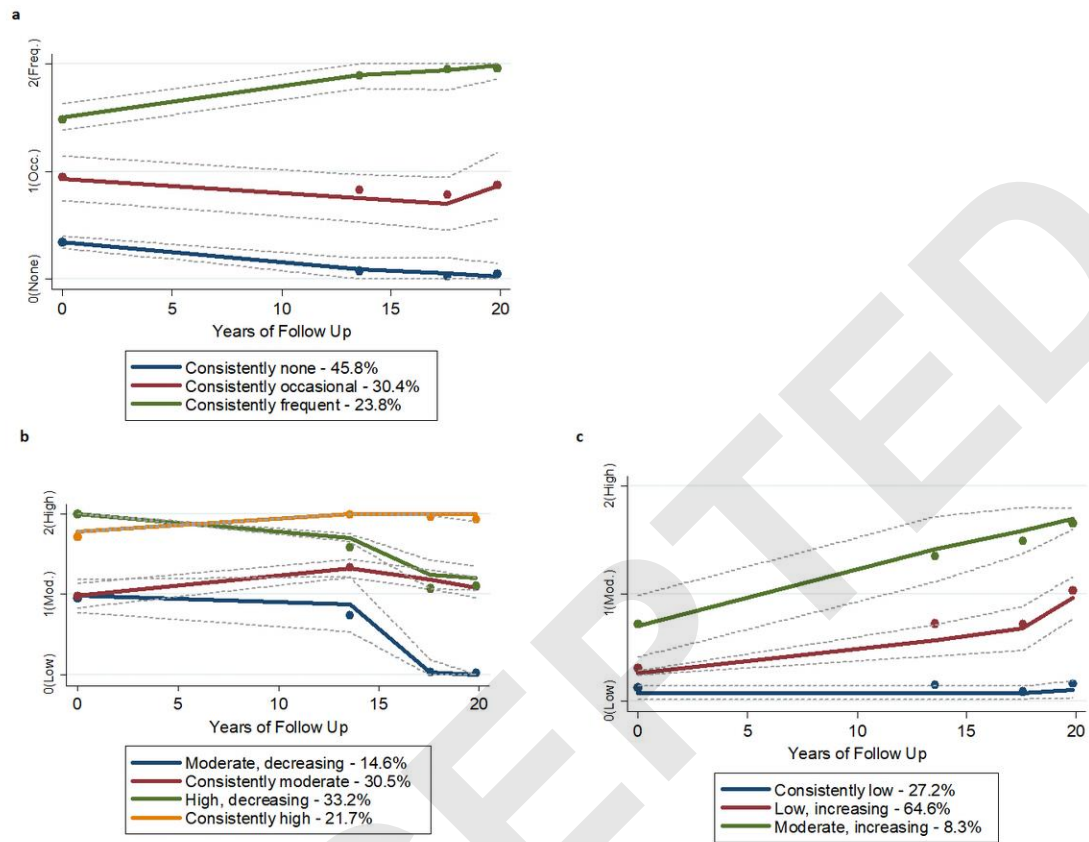 a
2(Freq.)
1(Occ.)
0(None)
0 5 10 15 20
Years of Follow Up
Consistently none - 45.8%
Consistently occasional - 30.4%
Consistently frequent - 23.8%
b
2(High)
1(Mod.)
0(Low)
0 5 10 15 20
Years of Follow Up
Moderate, decreasing - 14.6%
Consistently moderate - 30.5%
High, decreasing - 33.2%
Consistently high - 21.7%
c
2(High)
1(Mod.)
0(Low)
0 5 10 15 20
Years of Follow Up
Consistently low - 27.2%
Low, increasing - 64.6%
Moderate, increasing - 8.3%
CEPTED